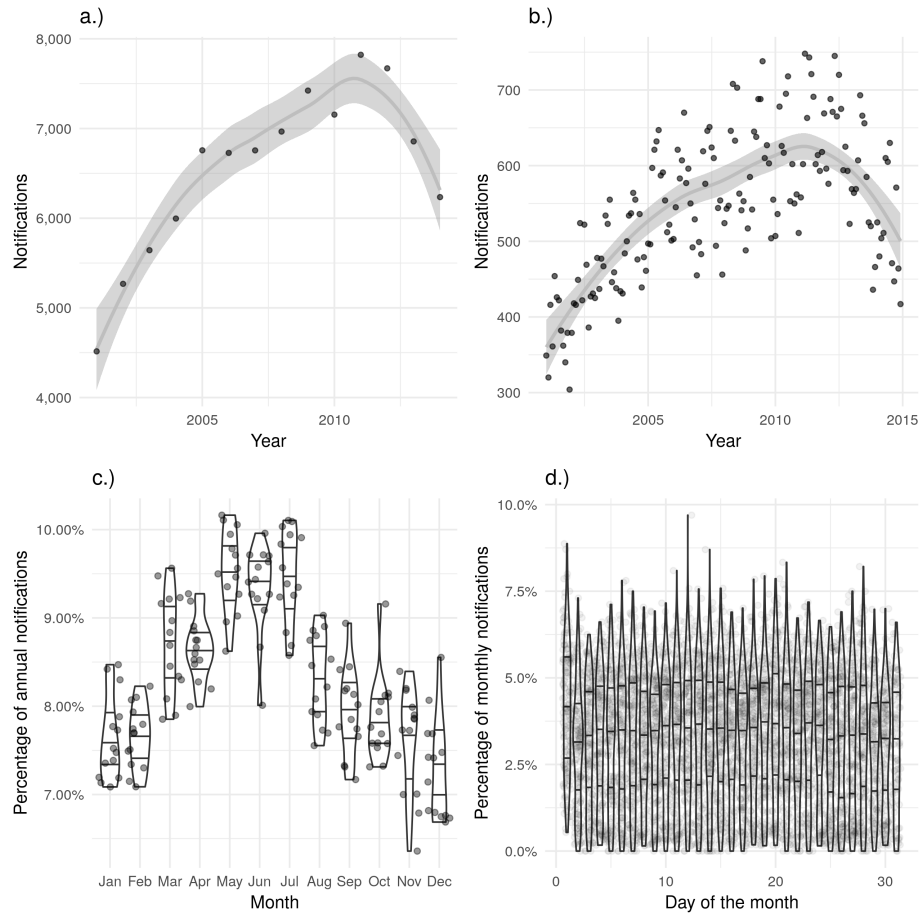 a.)
8,000
7,000
6,000
5,000
4,000
Notifications
2005
2010
Year
b.)
700
600
500
400
300
Notifications
2005
2010
2015
Year
c.)
10.00%
9.00%
8.00%
7.00%
Percentage of annual notifications
Jan Feb Mar Apr May Jun Jul Aug Sep Oct Nov Dec
Month
d.)
10.0%
7.5%
5.0%
2.5%
0.0%
Percentage of monthly notifications
0
10
20
30
Day of the month